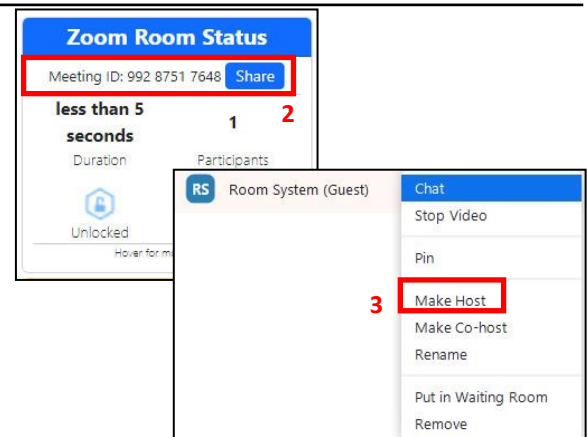 Zoom Room Status
Meeting ID: 992 8751 7648 Share
2
less than 5
seconds
1
Duration
Participants
Unlocked
Hover for
RS Room System (Guest)
Chat
Stop Video
Pin
3
Make Host
Make Co-host
Rename
Put in Waiting Room
Remove